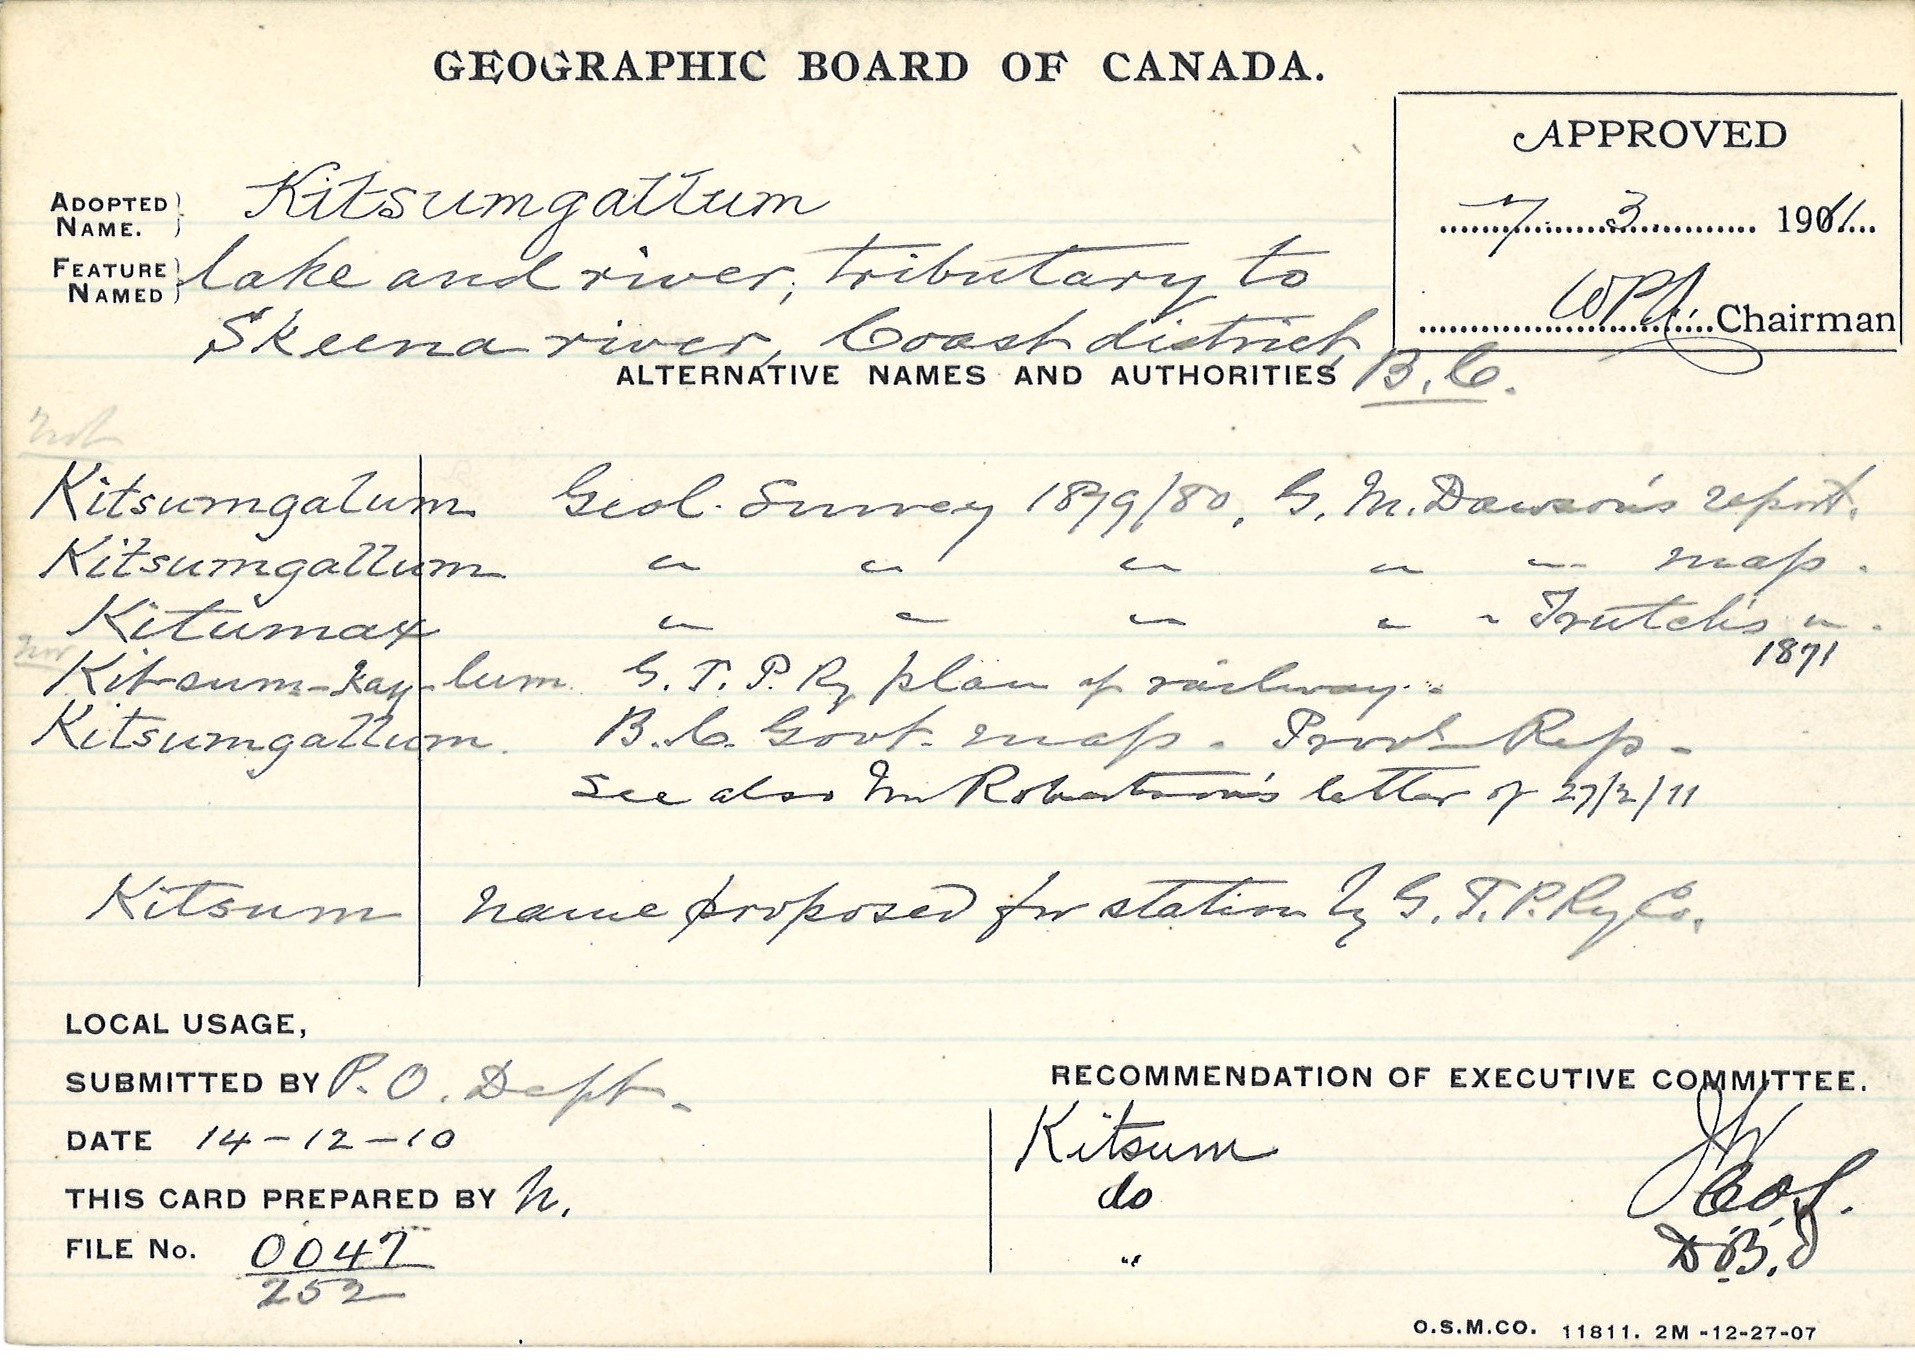 GEOGRAPHIC BOARD OF CANADA.
APPROVED
7 3. 1911
Chairman
ADOPTED NAME. Kitsumgallum
FEATURE NAMED lake and river, tributary to
Skeena river, Coast district,
B.C.
ALTERNATIVE NAMES AND AUTHORITIES
not
Kitsumgalum Geol. Survey 1879/80, G. M. Dawson's report.
Kitsumgallum " " " " " map.
Kitumax " " " " " Trutch's ".
1871
nor
Kitsum-Kay-lum G. T. P. Ry plan of railway.
Kitsumgallum. B.C. Govt. map. Provl Rep-
See also Mr Robertson's letter of 27/2/11
Kitsum name proposed for station by G. T. P. Ry Co.
LOCAL USAGE,
SUBMITTED BY P. O. Dept.
DATE 14-12-10
THIS CARD PREPARED BY W.
FILE No. 0047
252
RECOMMENDATION OF EXECUTIVE COMMITTEE.
Kitsum
do
"
D.B.D
O.S.M.CO. 11811. 2M -12-27-07